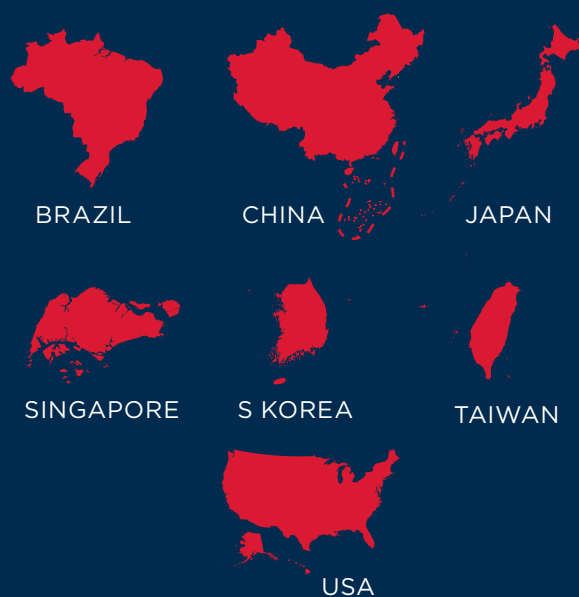 BRAZIL
CHINA
JAPAN
SINGAPORE
S KOREA
TAIWAN
USA